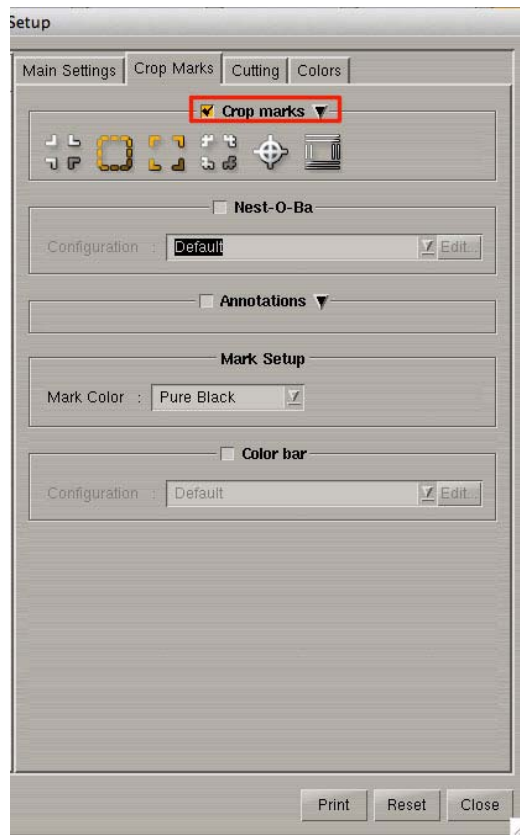 Setup
Main Settings Crop Marks Cutting Colors
Crop marks
Nest-O-Ba
Configuration : Default Edit...
Annotations
Mark Setup
Mark Color : Pure Black
Color bar
Configuration : Default Edit...
Print Reset Close